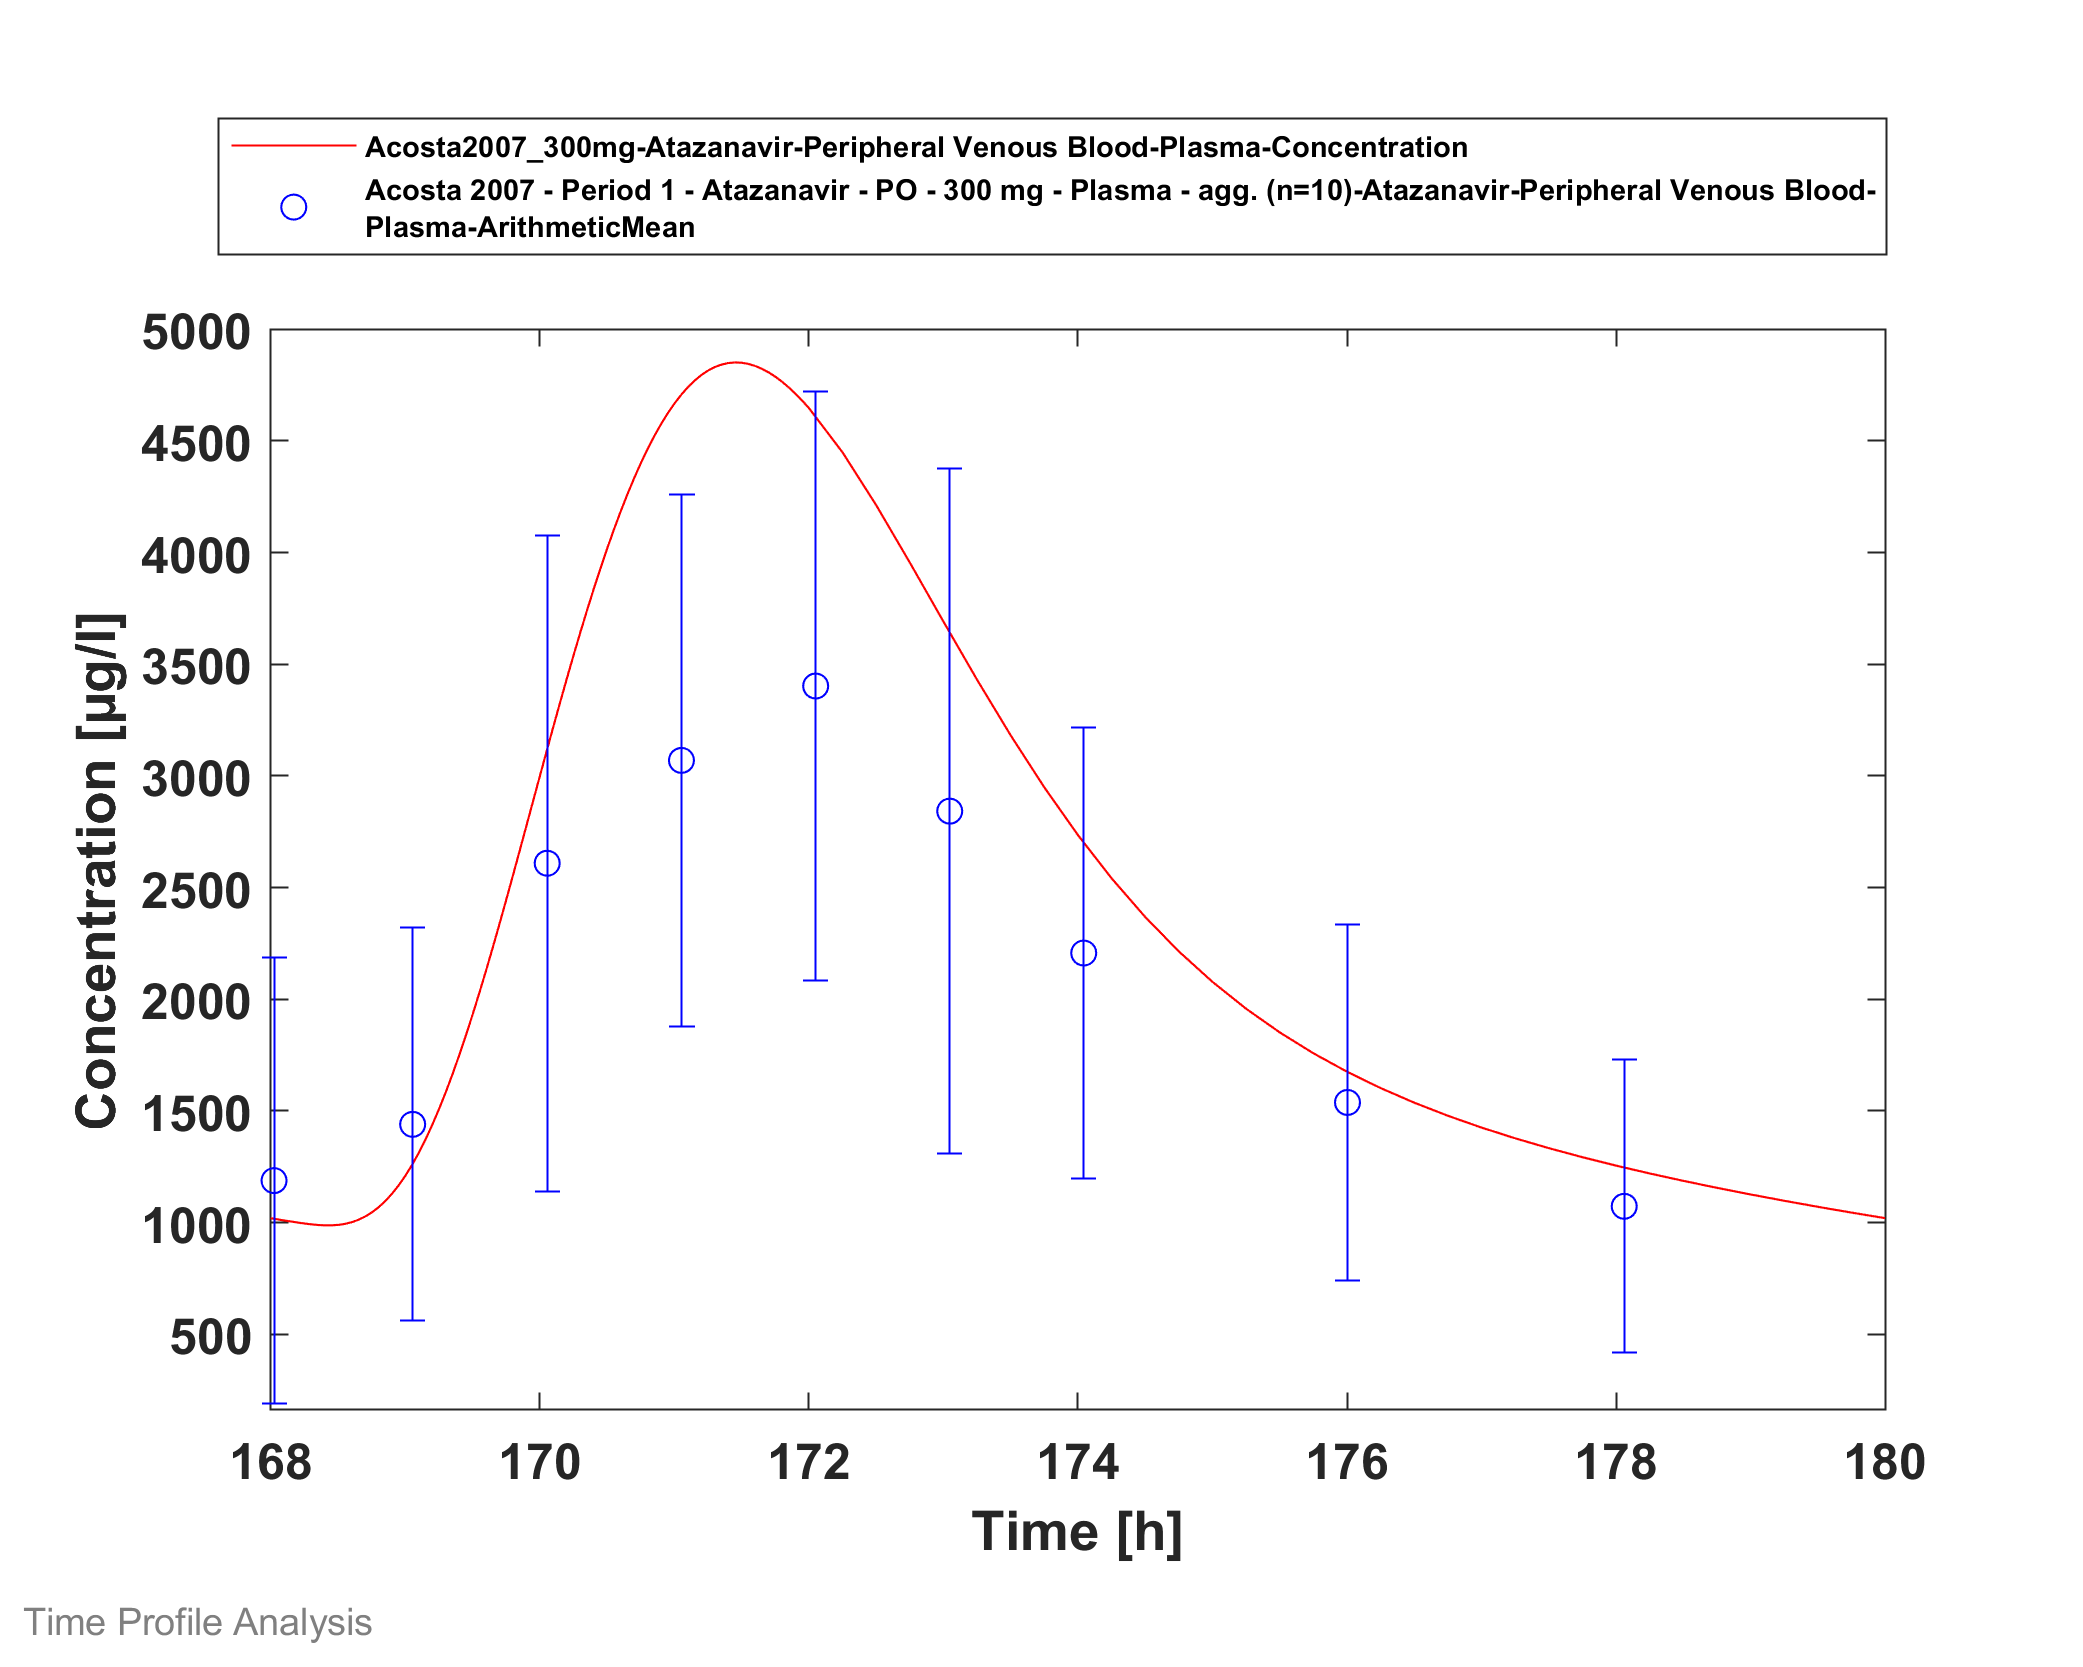 Acosta2007_300mg-Atazanavir-Peripheral Venous Blood-Plasma-Concentration
Acosta 2007 - Period 1 - Atazanavir - PO - 300 mg - Plasma - agg. (n=10)-Atazanavir-Peripheral Venous Blood-
Plasma-ArithmeticMean
5000
4500
4000
3500
3000
2500
2000
1500
1000
500
Concentration [µg/l]
168 170 172 174 176 178 180
Time [h]
Time Profile Analysis